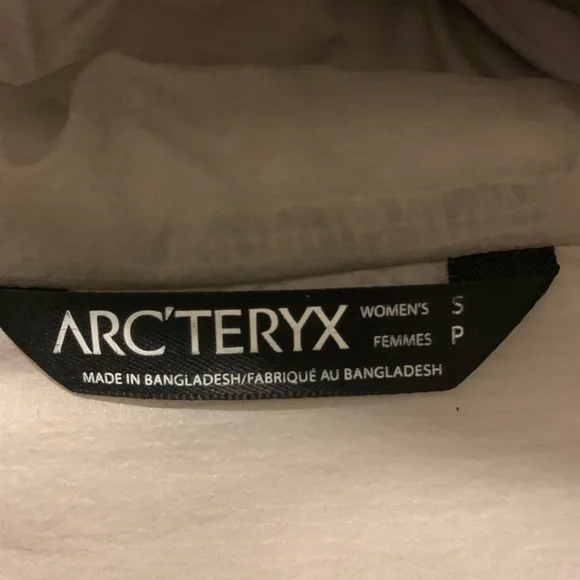 ARC'TERYX WOMEN'S S
FEMMES P
MADE IN BANGLADESH/FABRIQUÉ AU BANGLADESH